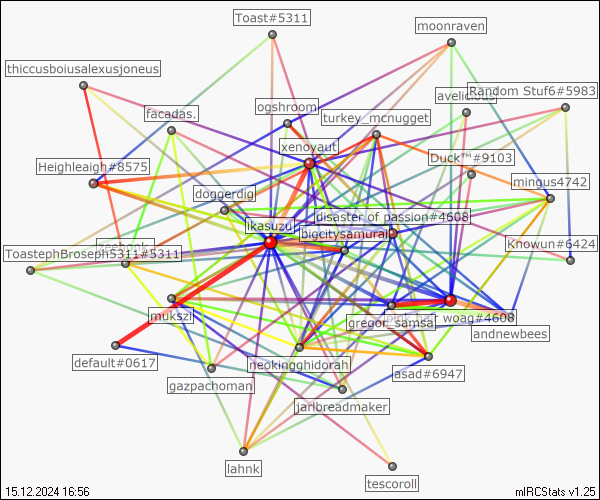 Toast#5311
moonraven
thiccusboiusalexusjoneus
avelicious
Random Stuf6#5983
ogshroom
facadas.
turkey_mcnugget
xenoyaut
Duck™#9103
Heighleigh#8575
mingus4742
doggerdig
disaster of passion#4608
likasuzu
bigcitysamurai
Knowun#6424
ToastephBroseph5311#5311
mukszi
woag#4608
gregor_samsa
andnewbees
default#0617
neokingghidorah
asad#6947
gazpachoman
janbreadmaker
lahnk
tescoroll
15.12.2024 16:56
mIRCStats v1.25